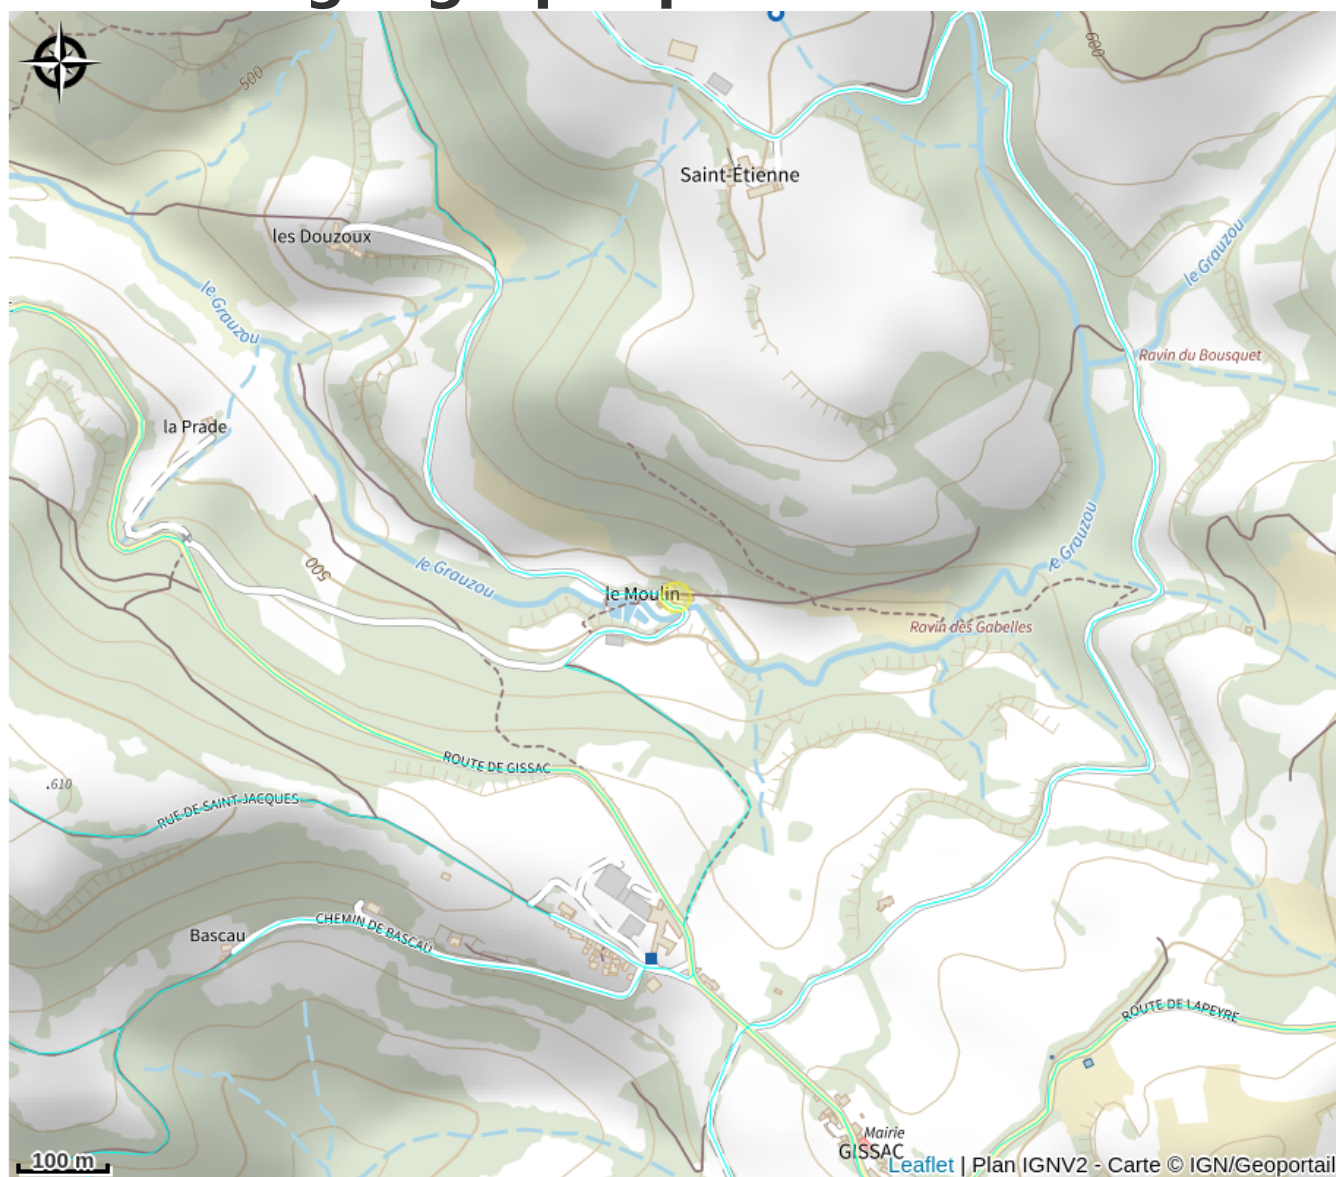 500
600
Saint-Étienne
les Douzoux
le Grauzou
le Grauzou
Ravin du Bousquet
la Prade
le Grauzou
500
le Grauzou
le Moulin
Ravin des Gabelles
ROUTE DE GISSAC
.610
RUE DE SAINT-JACQUES
CHEMIN DE BASCAU
Bascau
ROUTE DE LAPEYRE
Mairie
GISSAC
100 m
Leaflet | Plan IGNV2 - Carte © IGN/Geoportail